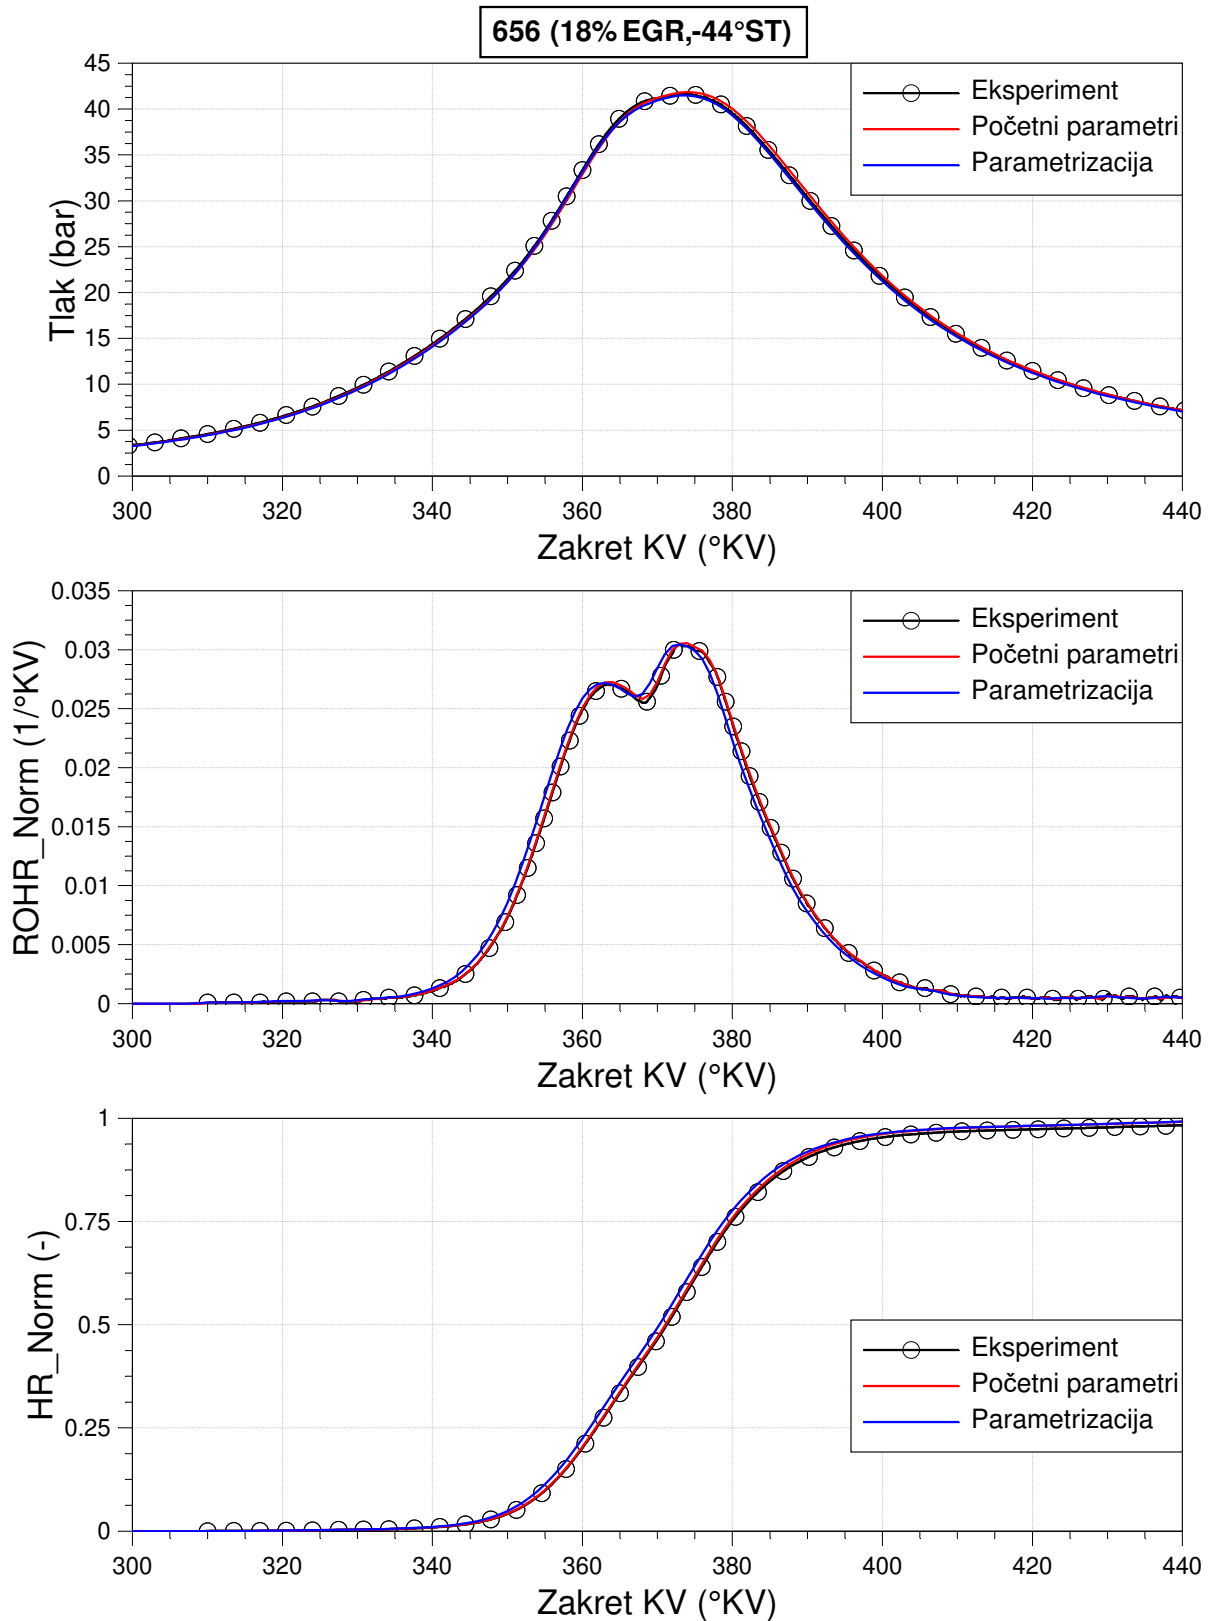 656 (18% EGR,-44°ST)
45
40
35
30
25
20
15
10
5
0
Tlak (bar)
Eksperiment
Početni parametri
Parametrizacija
300 320 340 360 380 400 420 440
Zakret KV (°KV)
0.035
0.03
0.025
0.02
0.015
0.01
0.005
0
ROHR_Norm (1/°KV)
Eksperiment
Početni parametri
Parametrizacija
300 320 340 360 380 400 420 440
Zakret KV (°KV)
1
0.75
0.5
0.25
0
HR_Norm (-)
Eksperiment
Početni parametri
Parametrizacija
300 320 340 360 380 400 420 440
Zakret KV (°KV)